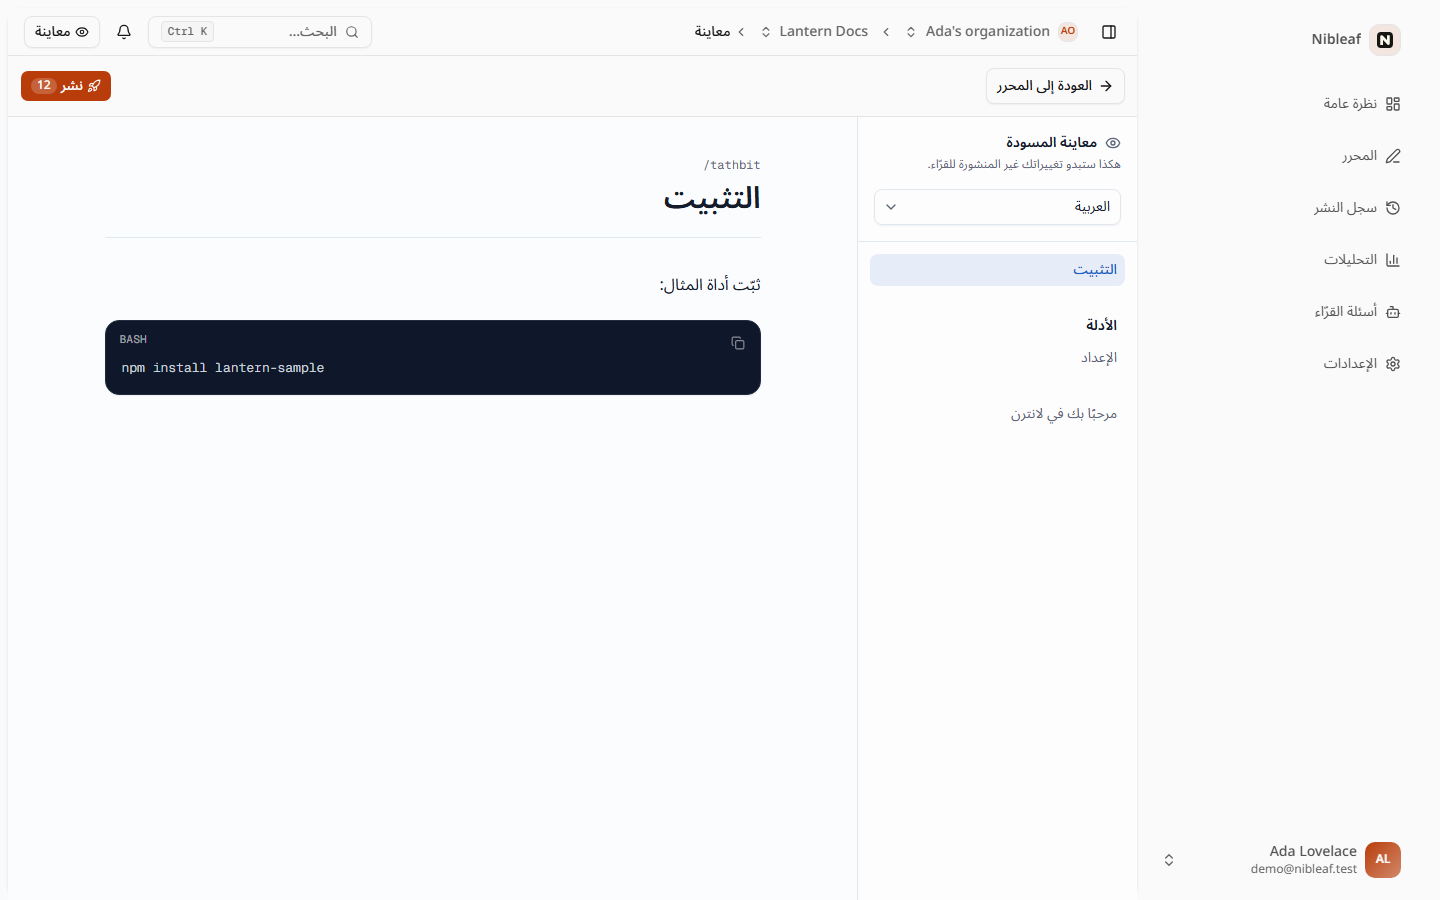 Nibleaf
نظرة عامة
المحرر
سجل النشر
التحليلات
أسئلة القرّاء
الإعدادات
Ada Lovelace
demo@nibleaf.test
AL
AO Ada's organization
Lantern Docs
معاينة
البحث...
Ctrl K
معاينة
العودة إلى المحرر
نشر 12
معاينة المسودة
هكذا ستبدو تغييراتك غير المنشورة للقرّاء.
العربية
التثبيت
الأدلة
الإعداد
مرحبًا بك في لانترن
/tathbit
التثبيت
ثبّت أداة المثال:
BASH
npm install lantern-sample